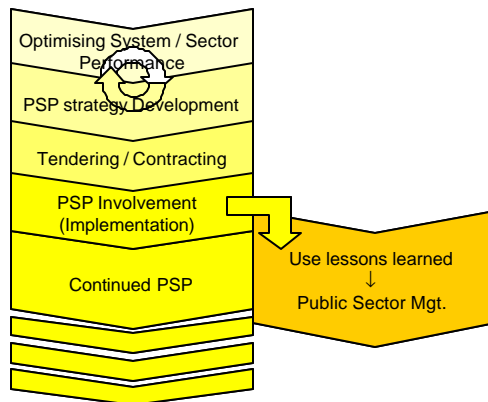 Optimising System / Sector
Performance
PSP strategy Development
Tendering / Contracting
PSP Involvement
(Implementation)
Continued PSP
Use lessons learned
↓
Public Sector Mgt.